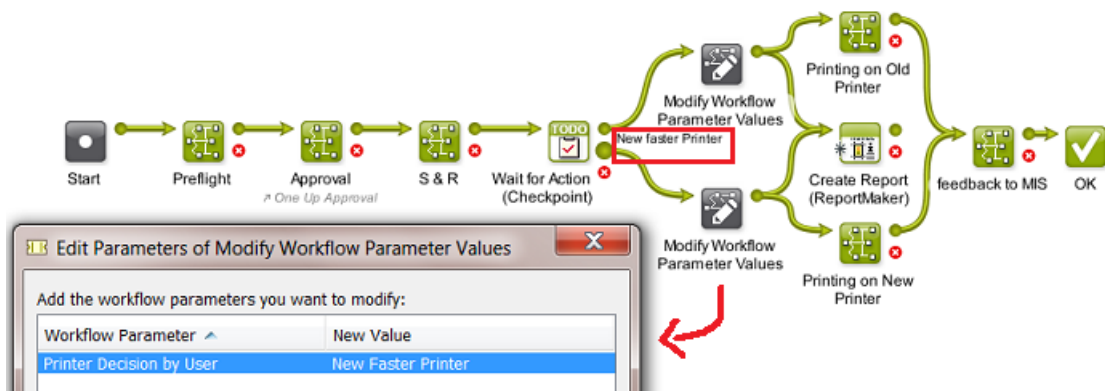 Printing on Old
Printer
Modify Workflow
Parameter Values
TODO
New faster Printer
Start
Preflight
Approval
↗ One Up Approval
S & R
Wait for Action
(Checkpoint)
Create Report
(ReportMaker)
feedback to MIS
OK
Modify Workflow
Parameter Values
Printing on New
Printer
Edit Parameters of Modify Workflow Parameter Values
Add the workflow parameters you want to modify:
Workflow Parameter
New Value
Printer Decision by User
New Faster Printer